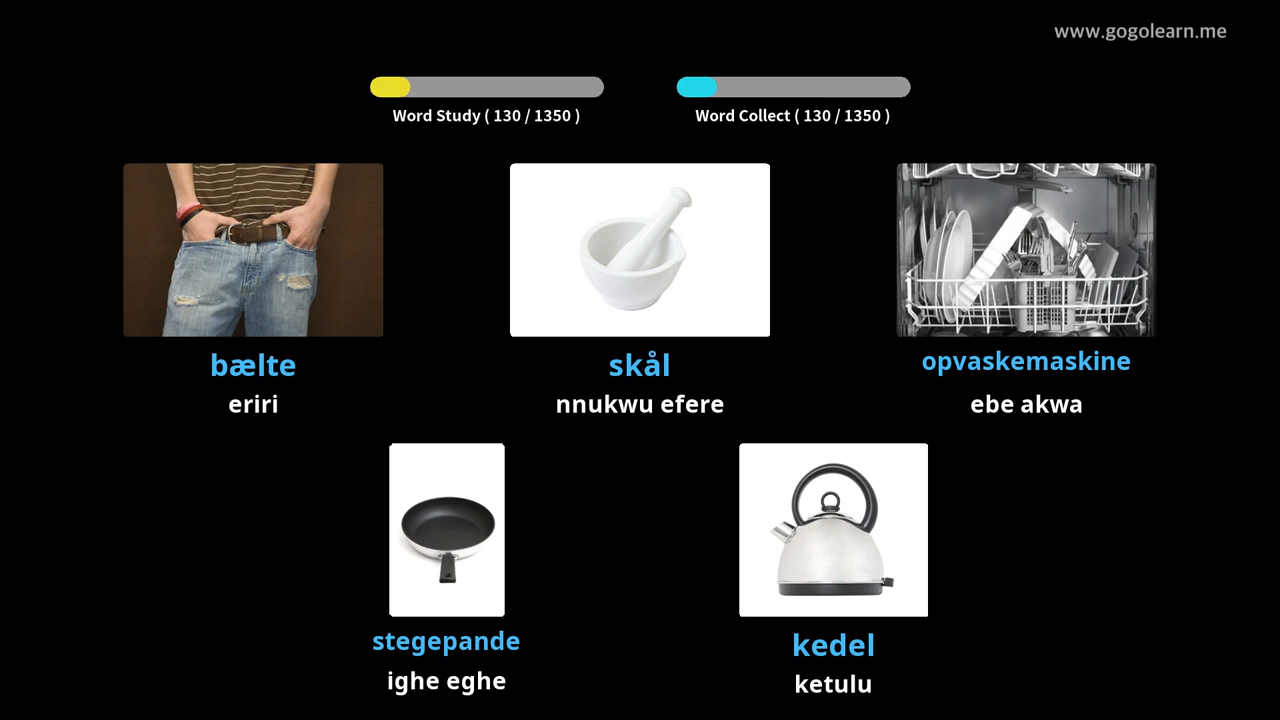 www.gogolearn.me
Word Study ( 130 / 1350 )
Word Collect ( 130 / 1350 )
bælte
eriri
skål
nnukwu efere
opvaskemaskine
ebe akwa
stegepande
ighe eghe
kedel
ketulu